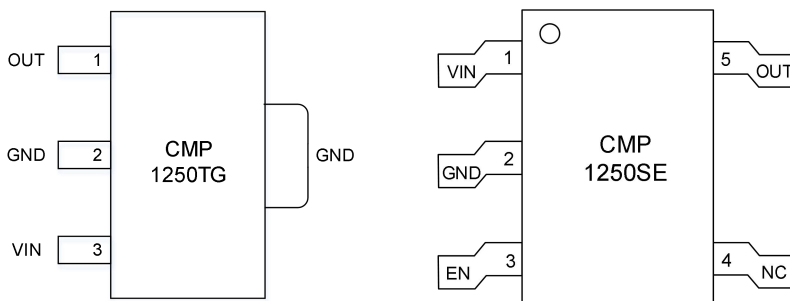 OUT 1
GND 2
VIN 3
CMP
1250TG
GND
VIN 1
GND 2
EN 3
CMP
1250SE
5 OUT
4 NC